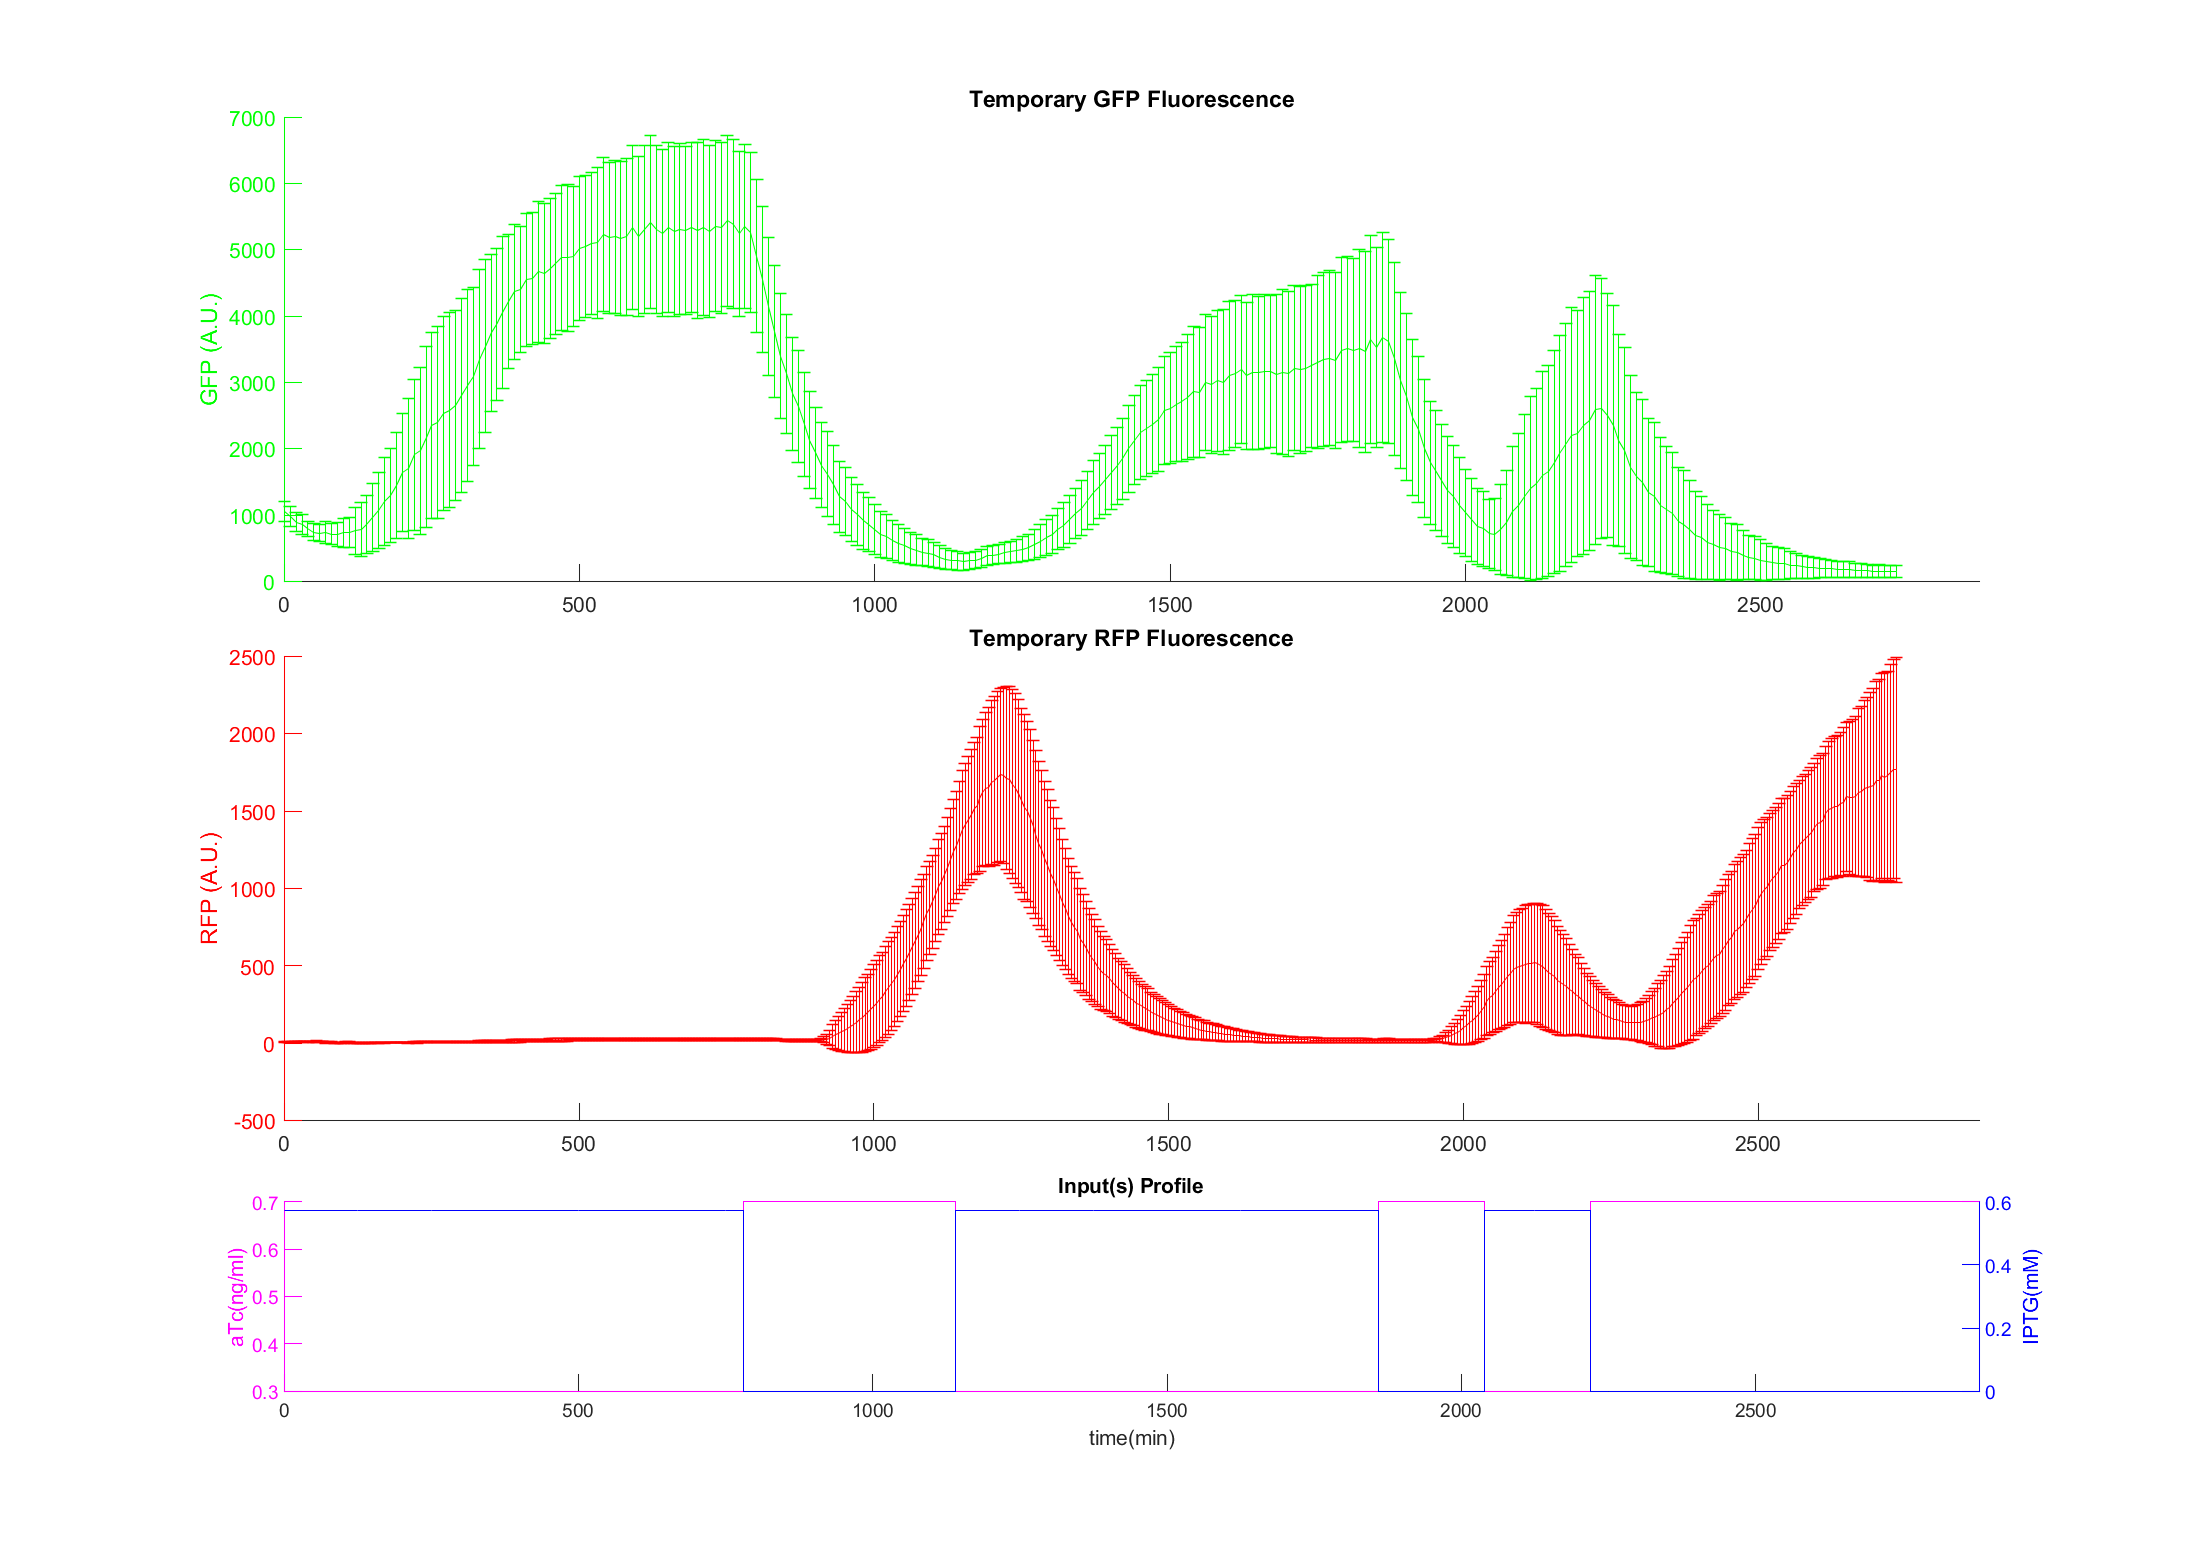 Temporary GFP Fluorescence
7000
6000
5000
4000
3000
2000
1000
0
GFP (A.U.)
0 500 1000 1500 2000 2500
Temporary RFP Fluorescence
2500
2000
1500
1000
500
0
-500
RFP (A.U.)
0 500 1000 1500 2000 2500
Input(s) Profile
0.7
0.6
0.5
0.4
0.3
aTc(ng/ml)
0.6
0.4
0.2
0
IPTG(mM)
0 500 1000 1500 2000 2500
time(min)